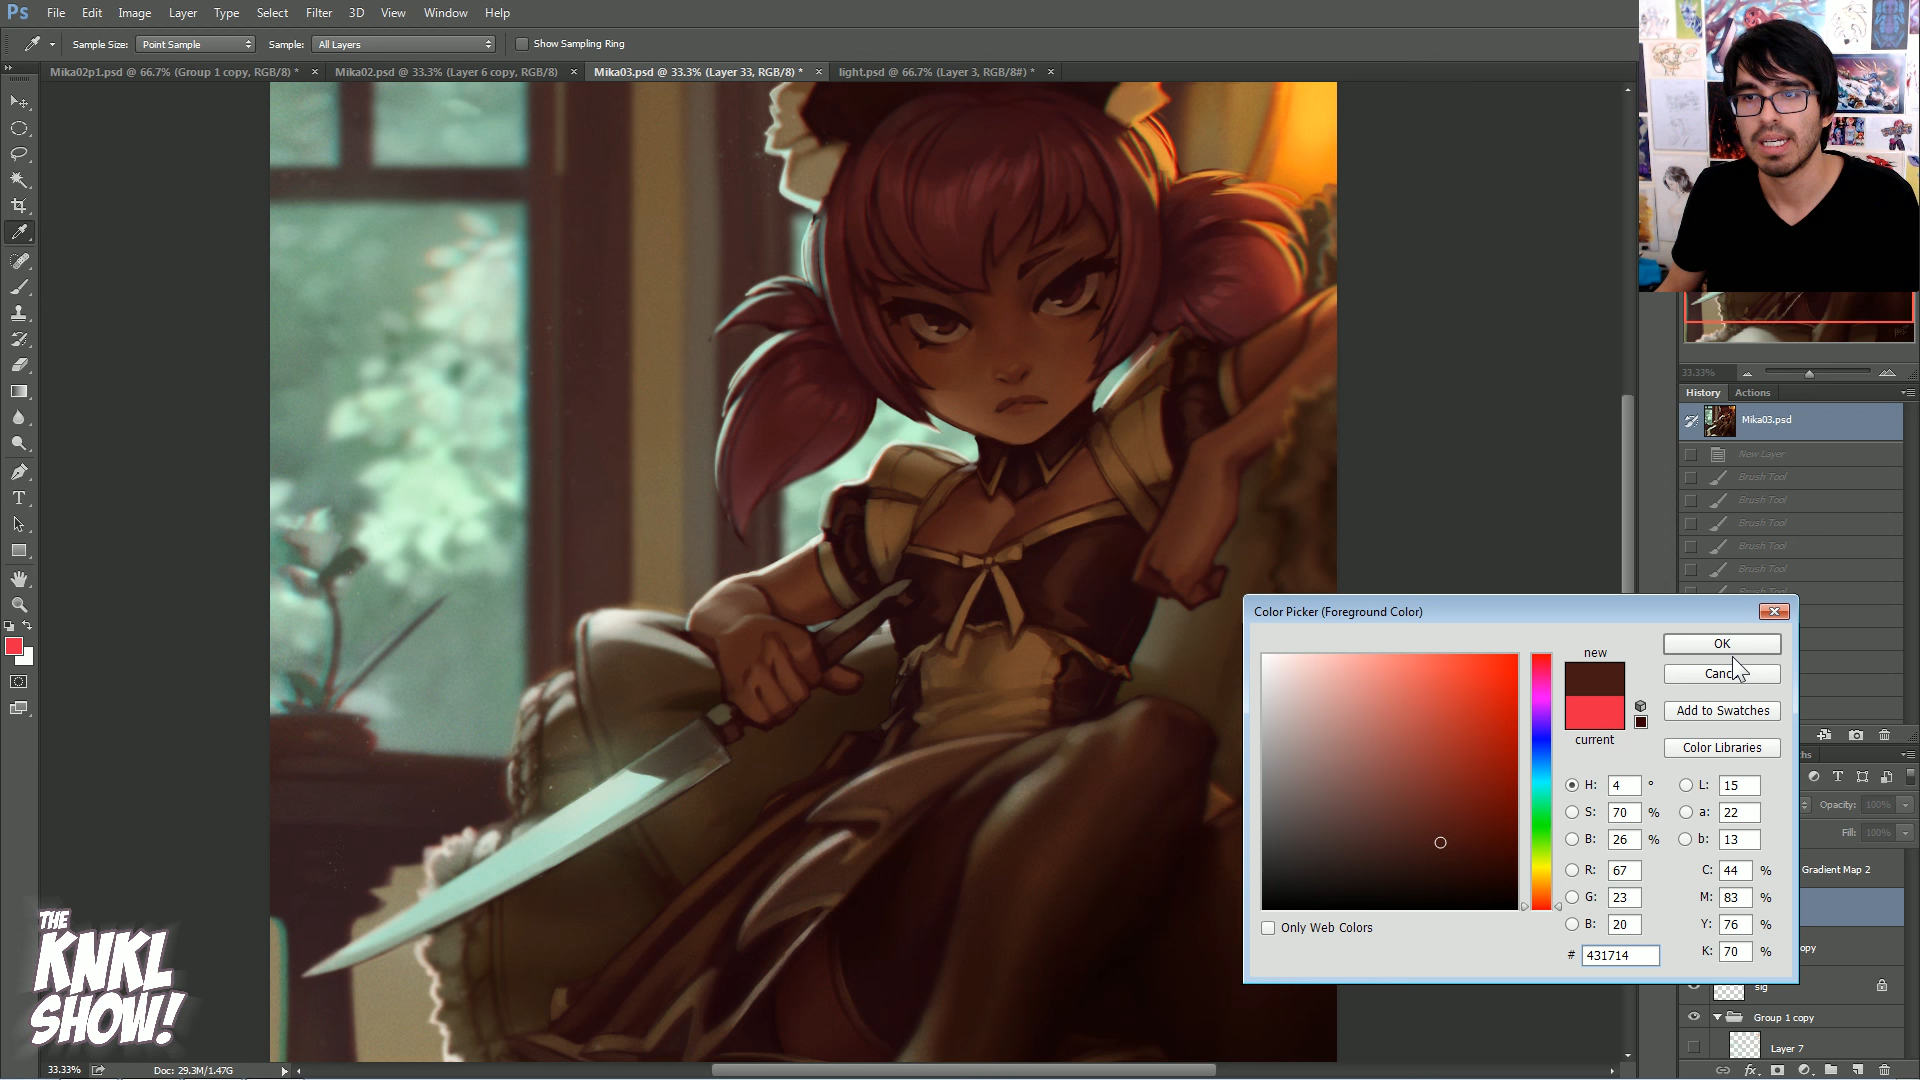 Ps File Edit Image Layer Type Select Filter 3D View Window Help
Sample Size: Point Sample Sample: All Layers Show Sampling Ring
Mika02p1.psd @ 66.7% (Group 1 copy, RGB/8) * × Mika02.psd @ 33.3% (Layer 6 copy, RGB/8) × Mika03.psd @ 33.3% (Layer 33, RGB/8) * × light.psd @ 66.7% (Layer 3, RGB/8#) * ×
33.33%
History Actions
Mika03.psd
New Layer
Brush Tool
Brush Tool
Brush Tool
Brush Tool
Brush Tool
Color Picker (Foreground Color)
new
current
OK
Add to Swatches
Color Libraries
H: 4 °
S: 70 %
B: 26 %
R: 67
G: 23
B: 20
# 431714
L: 15
a: 22
b: 13
C: 44 %
M: 83 %
Y: 76 %
K: 70 %
Only Web Colors
Opacity: 100%
Fill: 100%
Gradient Map 2
opy
sig
Group 1 copy
Layer 7
THE
KNKL
SHOW!
33.33% Doc: 29.3M/1.47G